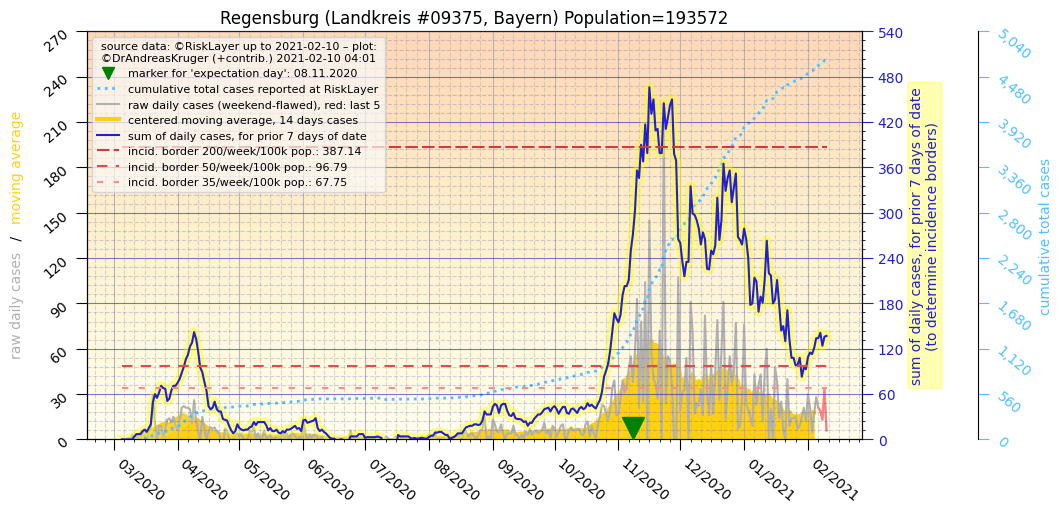 Regensburg (Landkreis #09375, Bayern) Population=193572
source data: ©RiskLayer up to 2021-02-10 – plot:
©DrAndreasKruger (+contrib.) 2021-02-10 04:01
marker for 'expectation day': 08.11.2020
cumulative total cases reported at RiskLayer
raw daily cases (weekend-flawed), red: last 5
centered moving average, 14 days cases
sum of daily cases, for prior 7 days of date
incid. border 200/week/100k pop.: 387.14
incid. border 50/week/100k pop.: 96.79
incid. border 35/week/100k pop.: 67.75
raw daily cases / moving average
270
240
210
180
150
120
90
60
30
0
03/2020
04/2020
05/2020
06/2020
07/2020
08/2020
09/2020
10/2020
11/2020
12/2020
01/2021
02/2021
540
480
420
360
300
240
180
120
60
0
sum of daily cases, for prior 7 days of date
(to determine incidence borders)
5,040
4,480
3,920
3,360
2,800
2,240
1,680
1,120
560
0
cumulative total cases